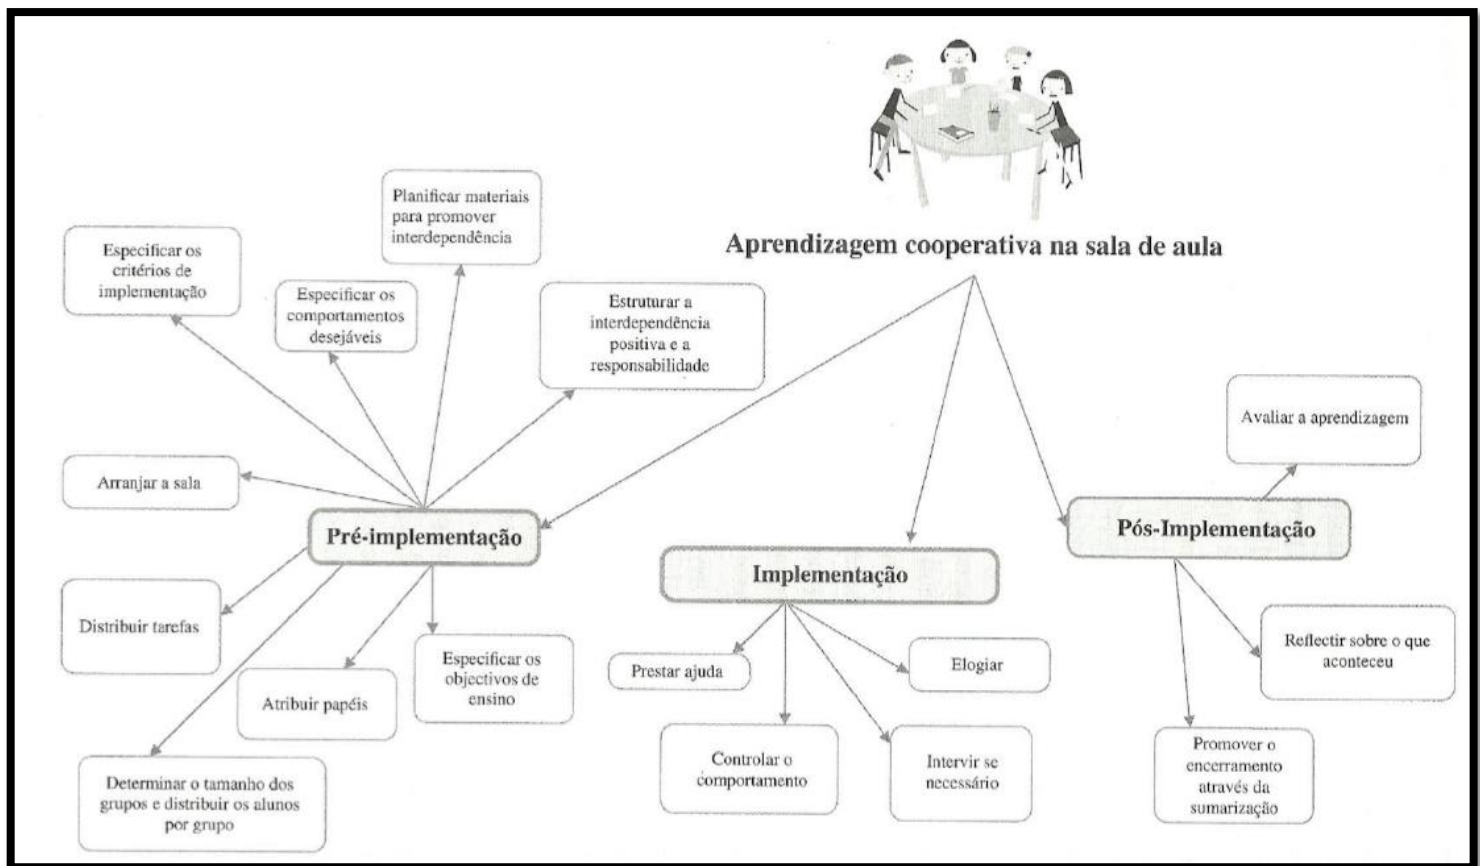 Aprendizagem cooperativa na sala de aula
Planificar materiais
para promover
interdependência
Especificar os
critérios de
implementação
Especificar os
comportamentos
desejáveis
Estruturar a
interdependência
positiva e a
responsabilidade
Arranjar a sala
Pré-implementação
Distribuir tarefas
Atribuir papéis
Especificar os
objectivos de
ensino
Determinar o tamanho dos
grupos e distribuir os alunos
por grupo
Implementação
Prestar ajuda
Elogiar
Controlar o
comportamento
Intervir se
necessário
Avaliar a aprendizagem
Pós-Implementação
Reflectir sobre o que
aconteceu
Promover o
encerramento
através da
sumarização